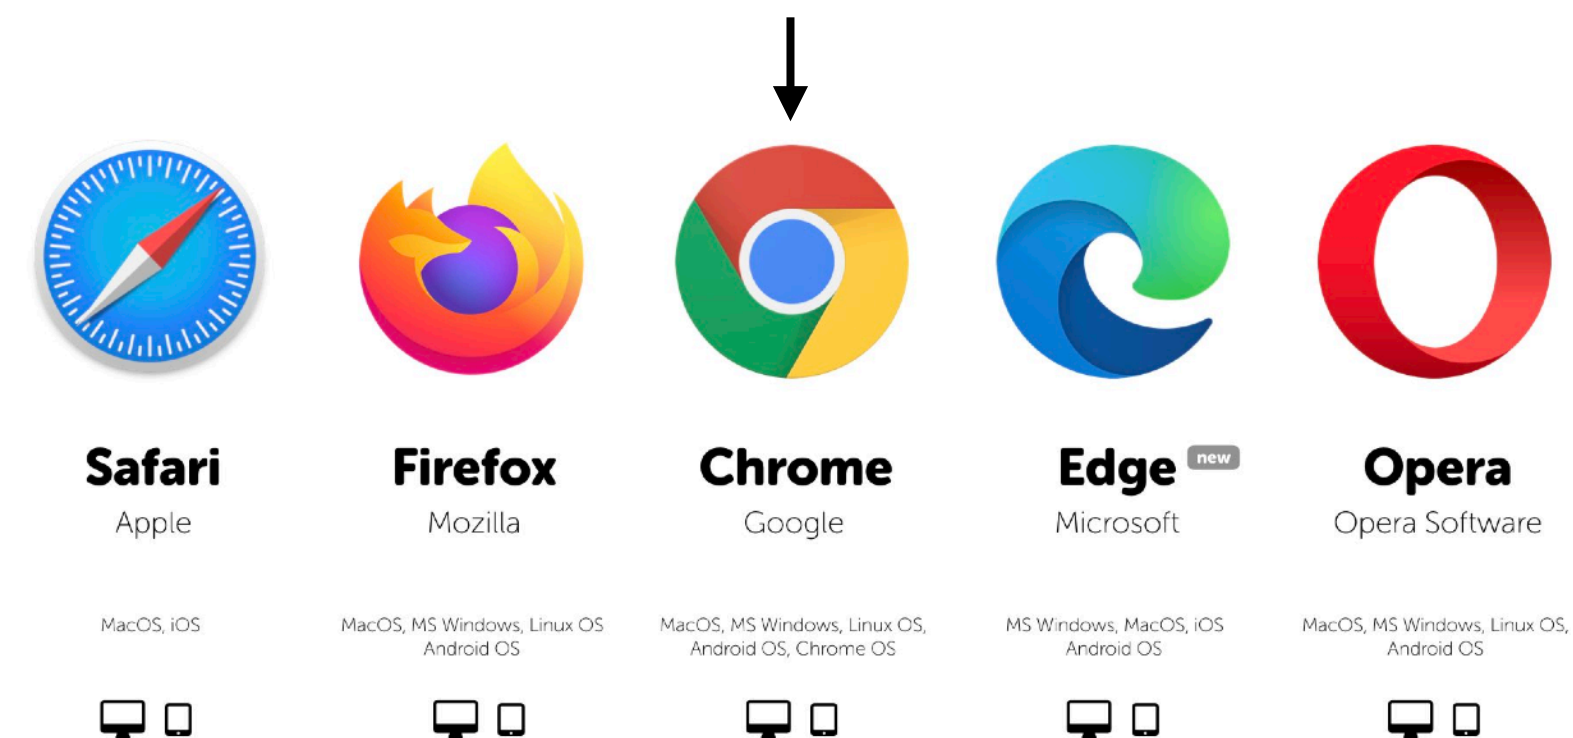 Safari
Firefox
Chrome
Edge new
Opera
Apple
Mozilla
Google
Microsoft
Opera Software
MacOS, iOS
MacOS, MS Windows, Linux OS
Android OS
MacOS, MS Windows, Linux OS,
Android OS, Chrome OS
MS Windows, MacOS, iOS
Android OS
MacOS, MS Windows, Linux OS,
Android OS